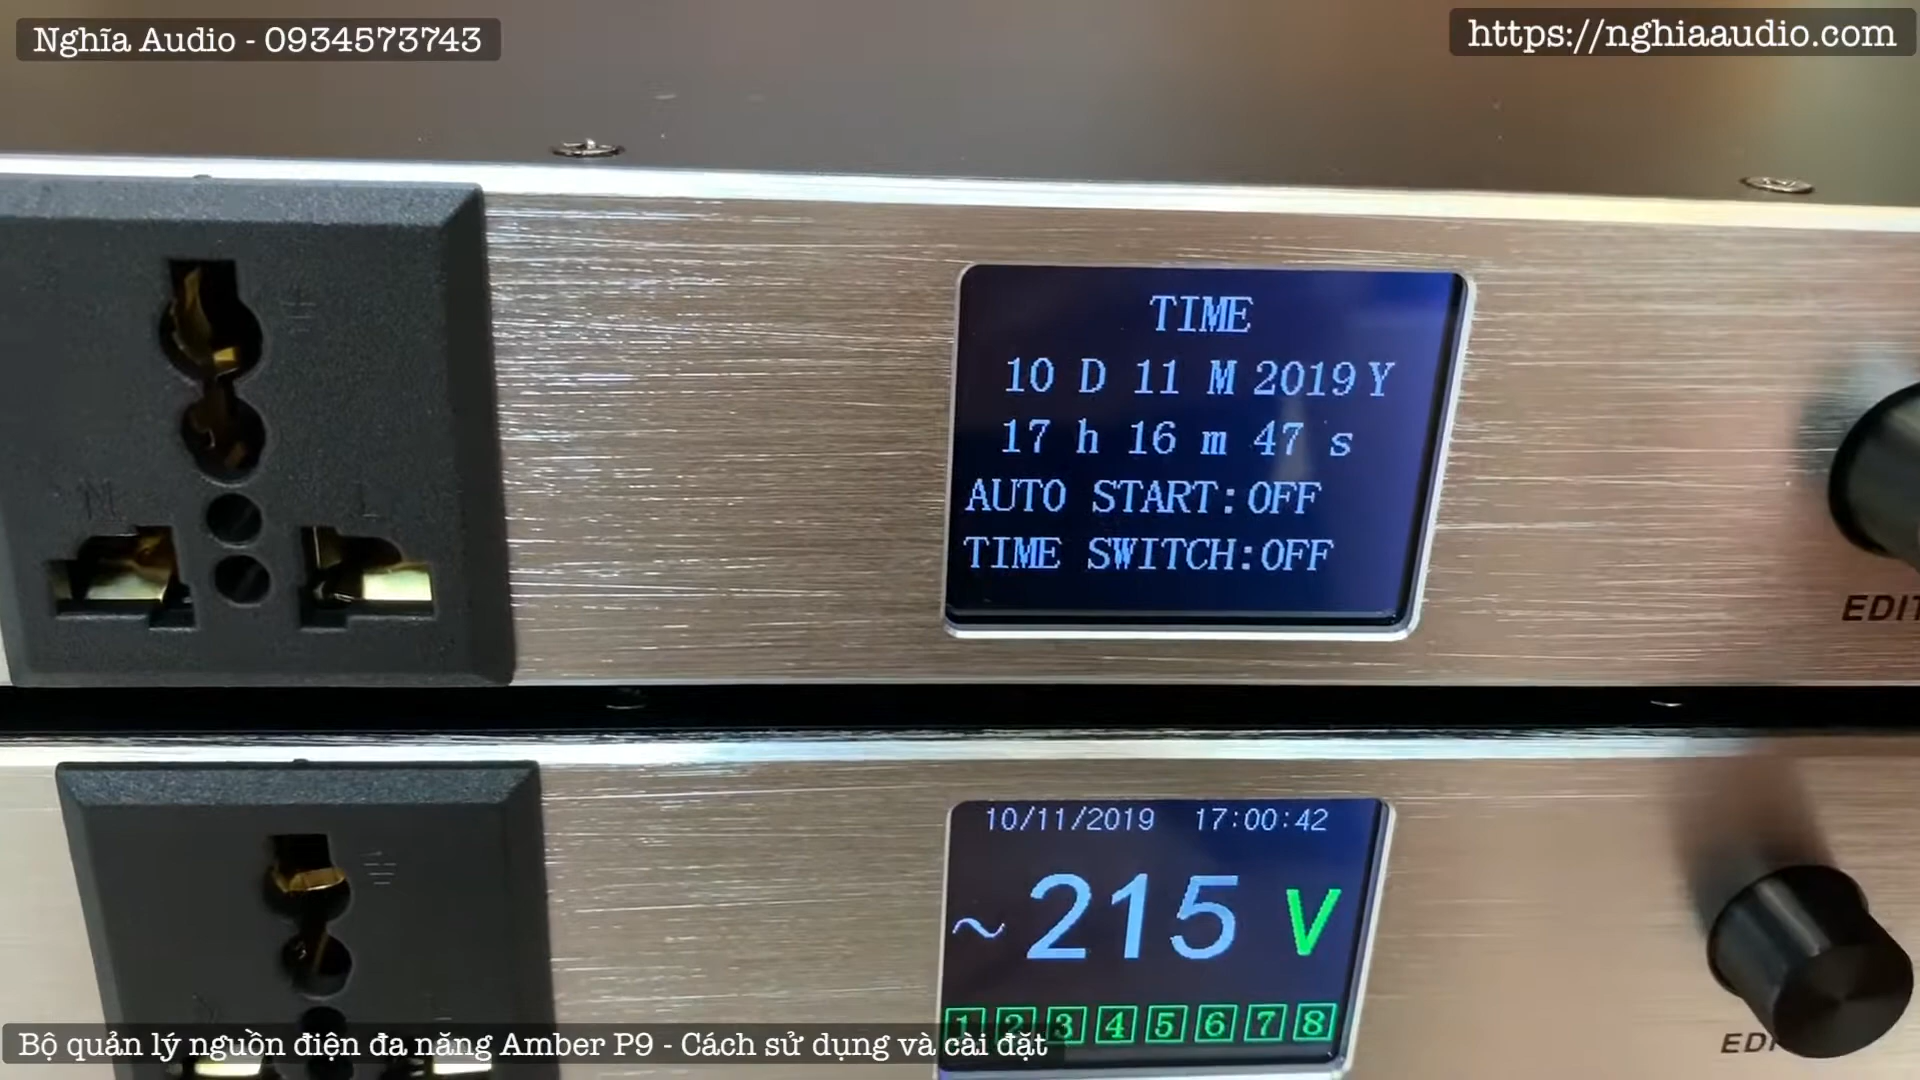 Nghĩa Audio - 0934573743
https://nghiaaudio.com
TIME
10 D 11 M 2019 Y
17 h 16 m 47 s
AUTO START:OFF
TIME SWITCH:OFF
10/11/2019 17:00:42
~215 V
1 2 3 4 5 6 7 8
Bộ quản lý nguồn điện đa năng Amber P9 - Cách sử dụng và cài đặt